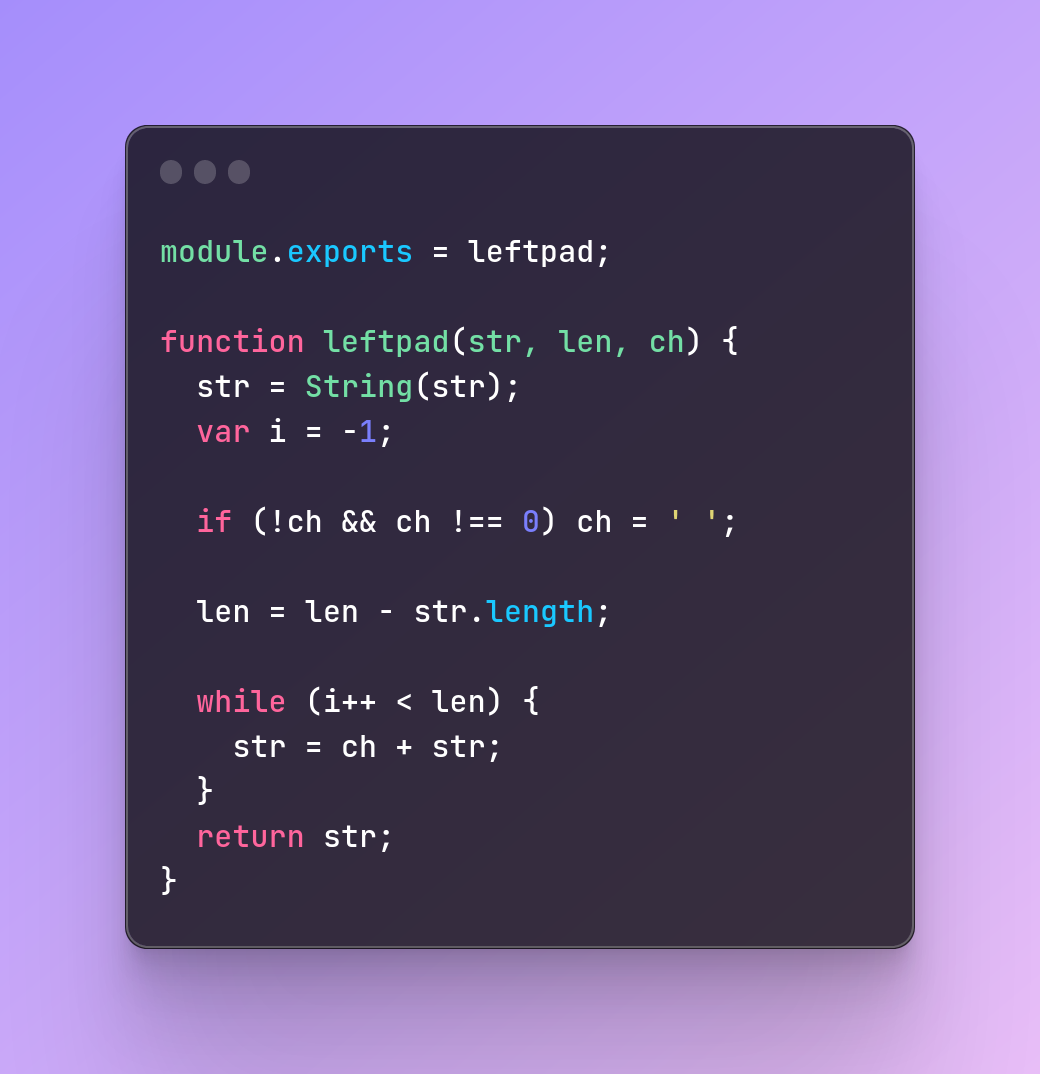 module.exports = leftpad;

function leftpad(str, len, ch) {
  str = String(str);
  var i = -1;

  if (!ch && ch !== 0) ch = ' ';

  len = len - str.length;

  while (i++ < len) {
    str = ch + str;
  }
  return str;
}